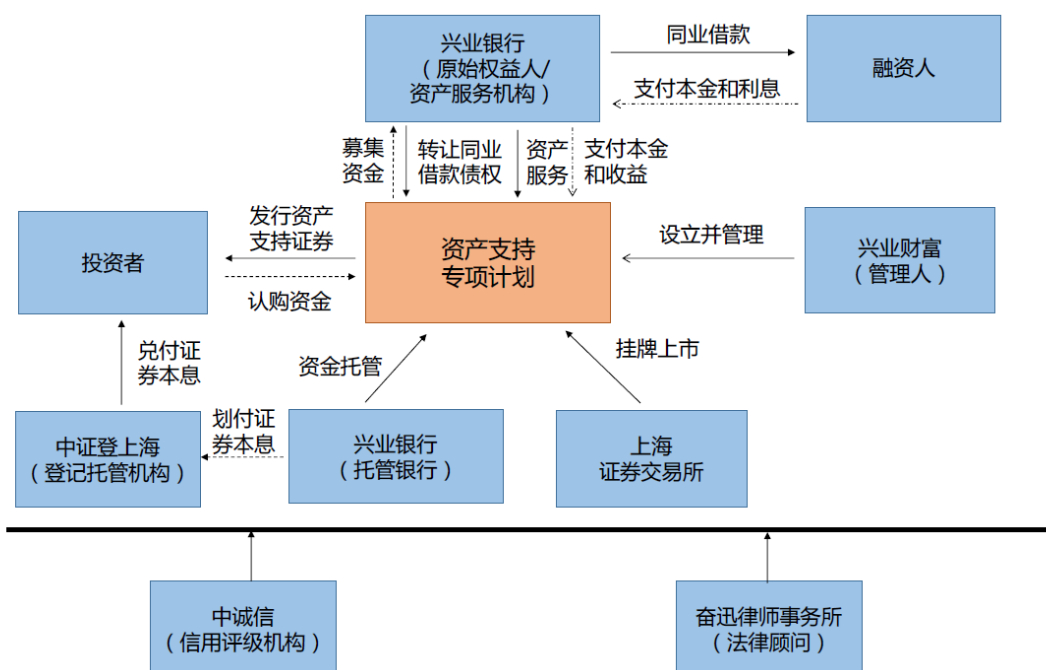 兴业银行
（原始权益人/
资产服务机构）
同业借款
支付本金和利息
融资人
募集
资金
转让同业
借款债权
资产
服务
支付本金
和收益
投资者
发行资产
支持证券
认购资金
资产支持
专项计划
设立并管理
兴业财富
（管理人）
兑付证
券本息
资金托管
挂牌上市
中证登上海
（登记托管机构）
划付证
券本息
兴业银行
（托管银行）
上海
证券交易所
中诚信
（信用评级机构）
奋迅律师事务所
（法律顾问）